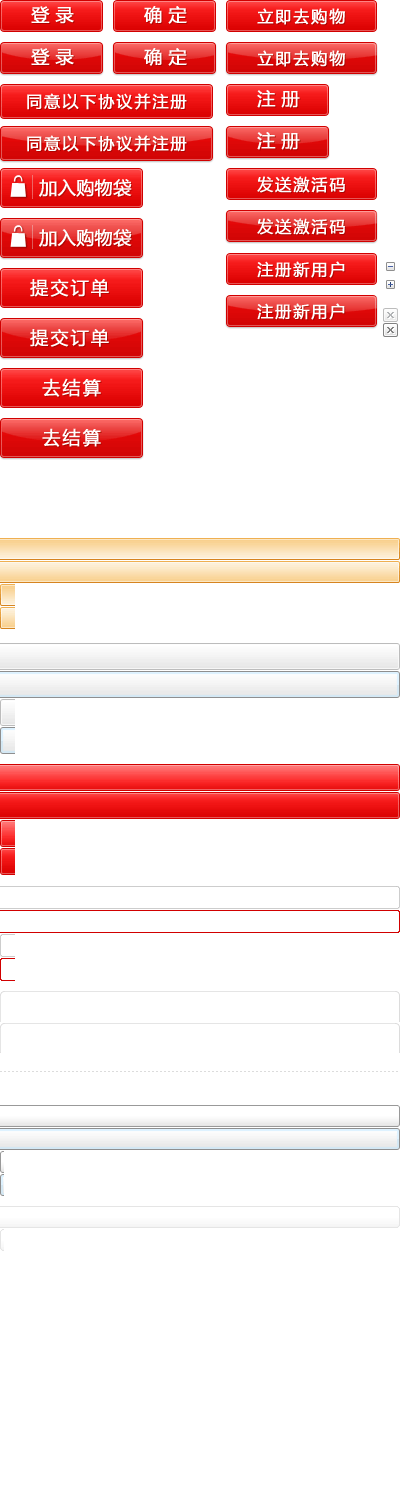 登 录
确 定
立即去购物
登 录
确 定
立即去购物
同意以下协议并注册
注 册
同意以下协议并注册
注 册
加入购物袋
发送激活码
加入购物袋
发送激活码
提交订单
注册新用户
提交订单
注册新用户
去结算
去结算